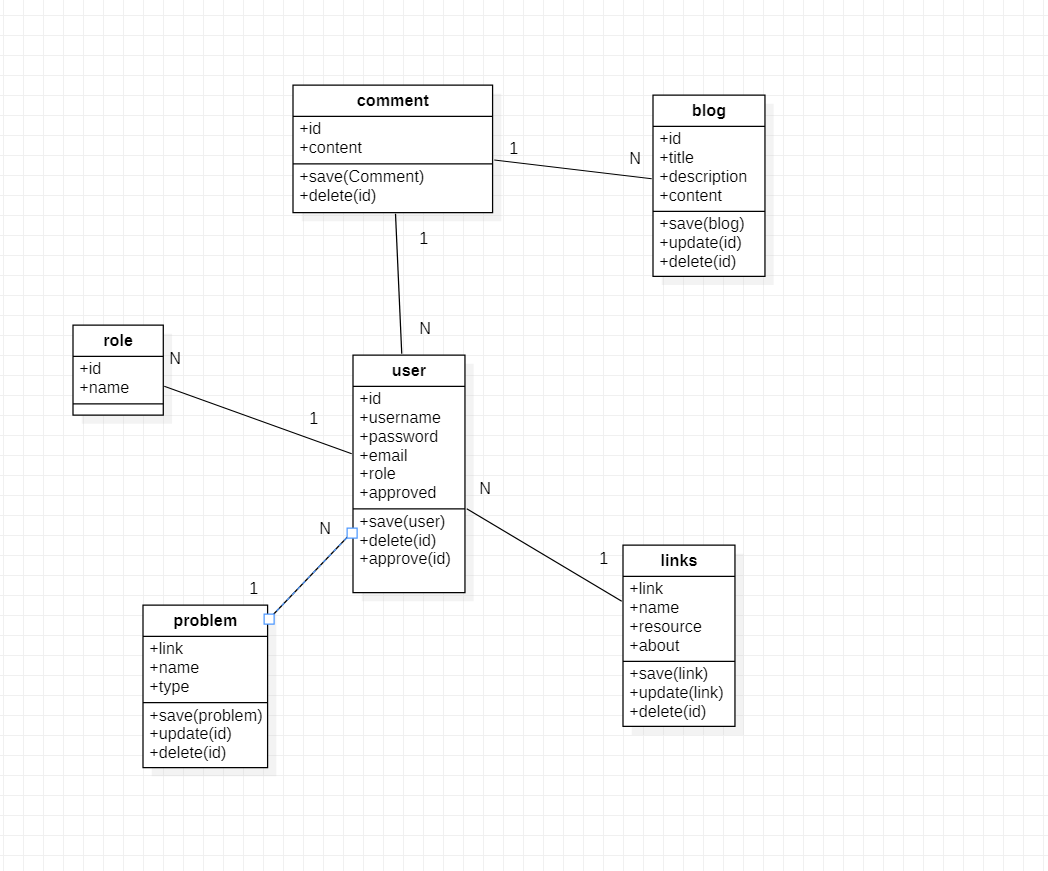 comment
+id
+content
+save(Comment)
+delete(id)
1
N
blog
+id
+title
+description
+content
+save(blog)
+update(id)
+delete(id)
1
N
role
+id
+name
N
1
user
+id
+username
+password
+email
+role
+approved
+save(user)
+delete(id)
+approve(id)
N
1
N
1
problem
+link
+name
+type
+save(problem)
+update(id)
+delete(id)
links
+link
+name
+resource
+about
+save(link)
+update(link)
+delete(id)